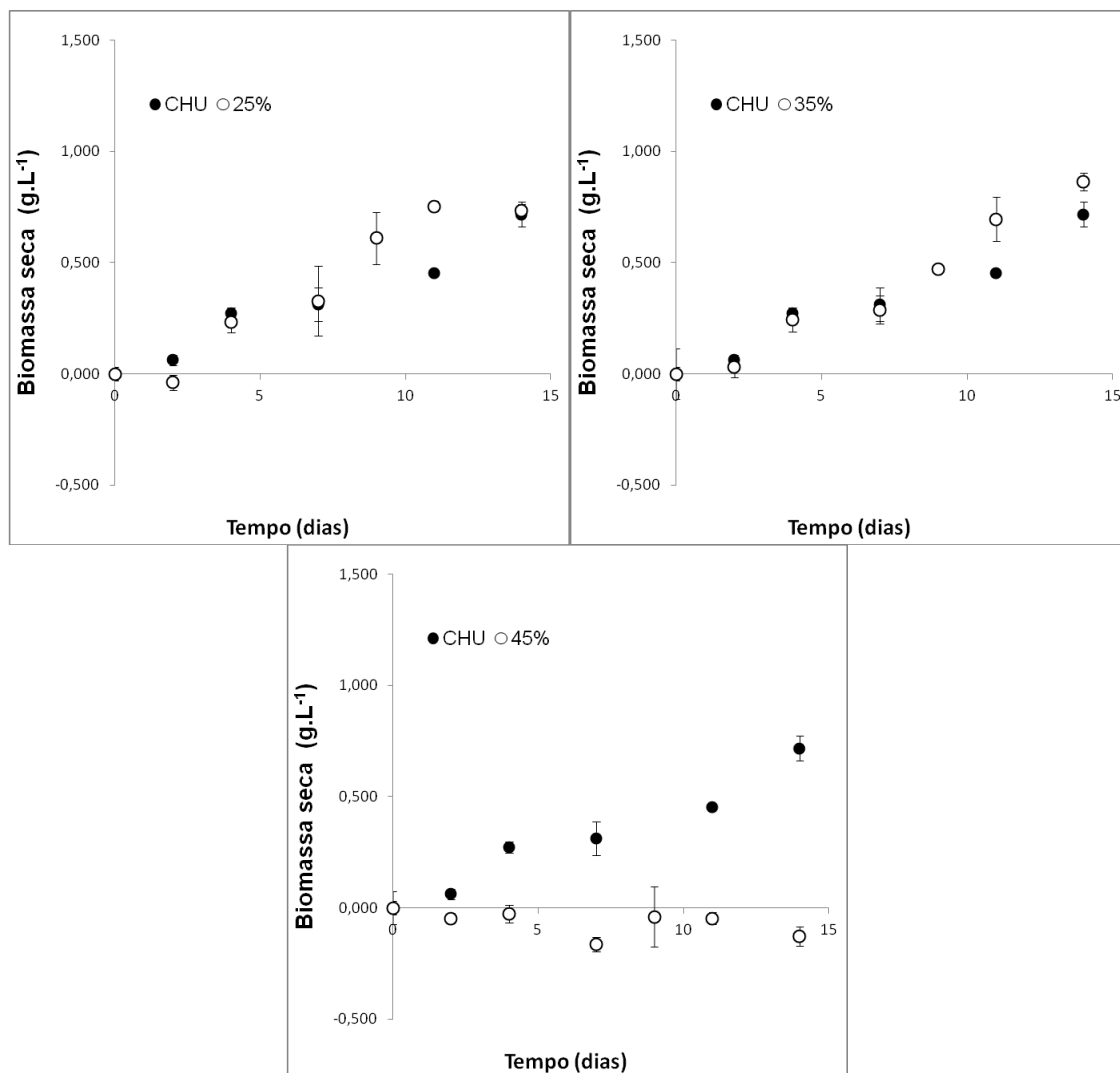 1,500
CHU 25%
1,000
Biomassa seca (g.L-1)
0,500
0,000
0 5 10 15
-0,500
Tempo (dias)
1,500
CHU 35%
1,000
Biomassa seca (g.L-1)
0,500
0,000
0 5 10 15
-0,500
Tempo (dias)
1,500
CHU 45%
1,000
Biomassa seca (g.L-1)
0,500
0,000
0 5 10 15
-0,500
Tempo (dias)